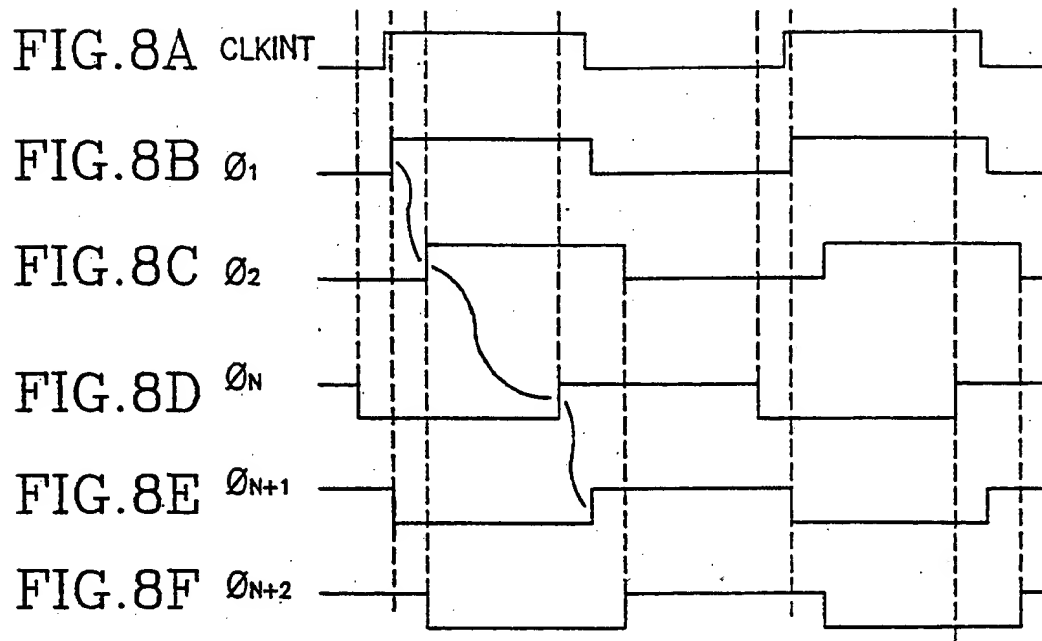 FIG.8A CLKINT
FIG.8B Ø1
FIG.8C Ø2
FIG.8D ØN
FIG.8E ØN+1
FIG.8F ØN+2